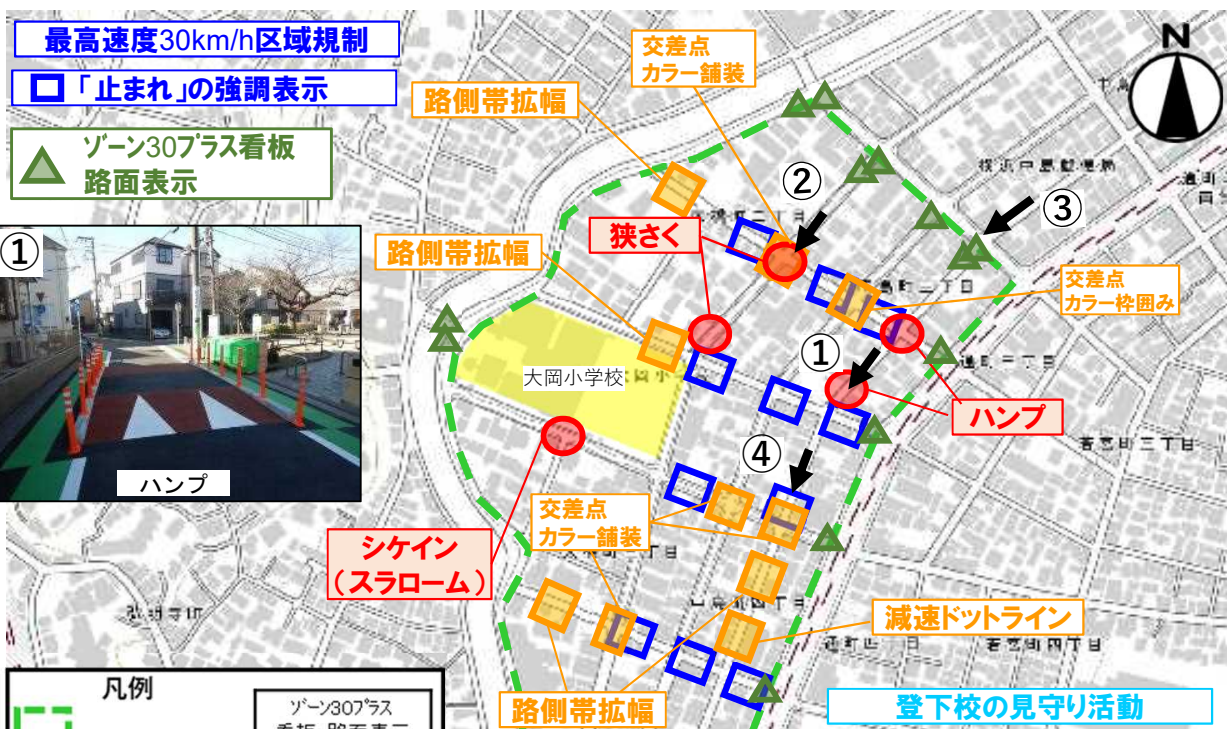 最高速度30km/h区域規制
「止まれ」の強調表示
ゾーン30プラス看板
路面表示
①
ハンプ
路側帯拡幅
交差点
カラー舗装
N
②
③
狭さく
路側帯拡幅
交差点
カラー枠囲み
大岡小学校
①
ハンプ
④
シケイン
(スラローム)
交差点
カラー舗装
減速ドットライン
路側帯拡幅
登下校の見守り活動
凡例
ゾーン30プラス